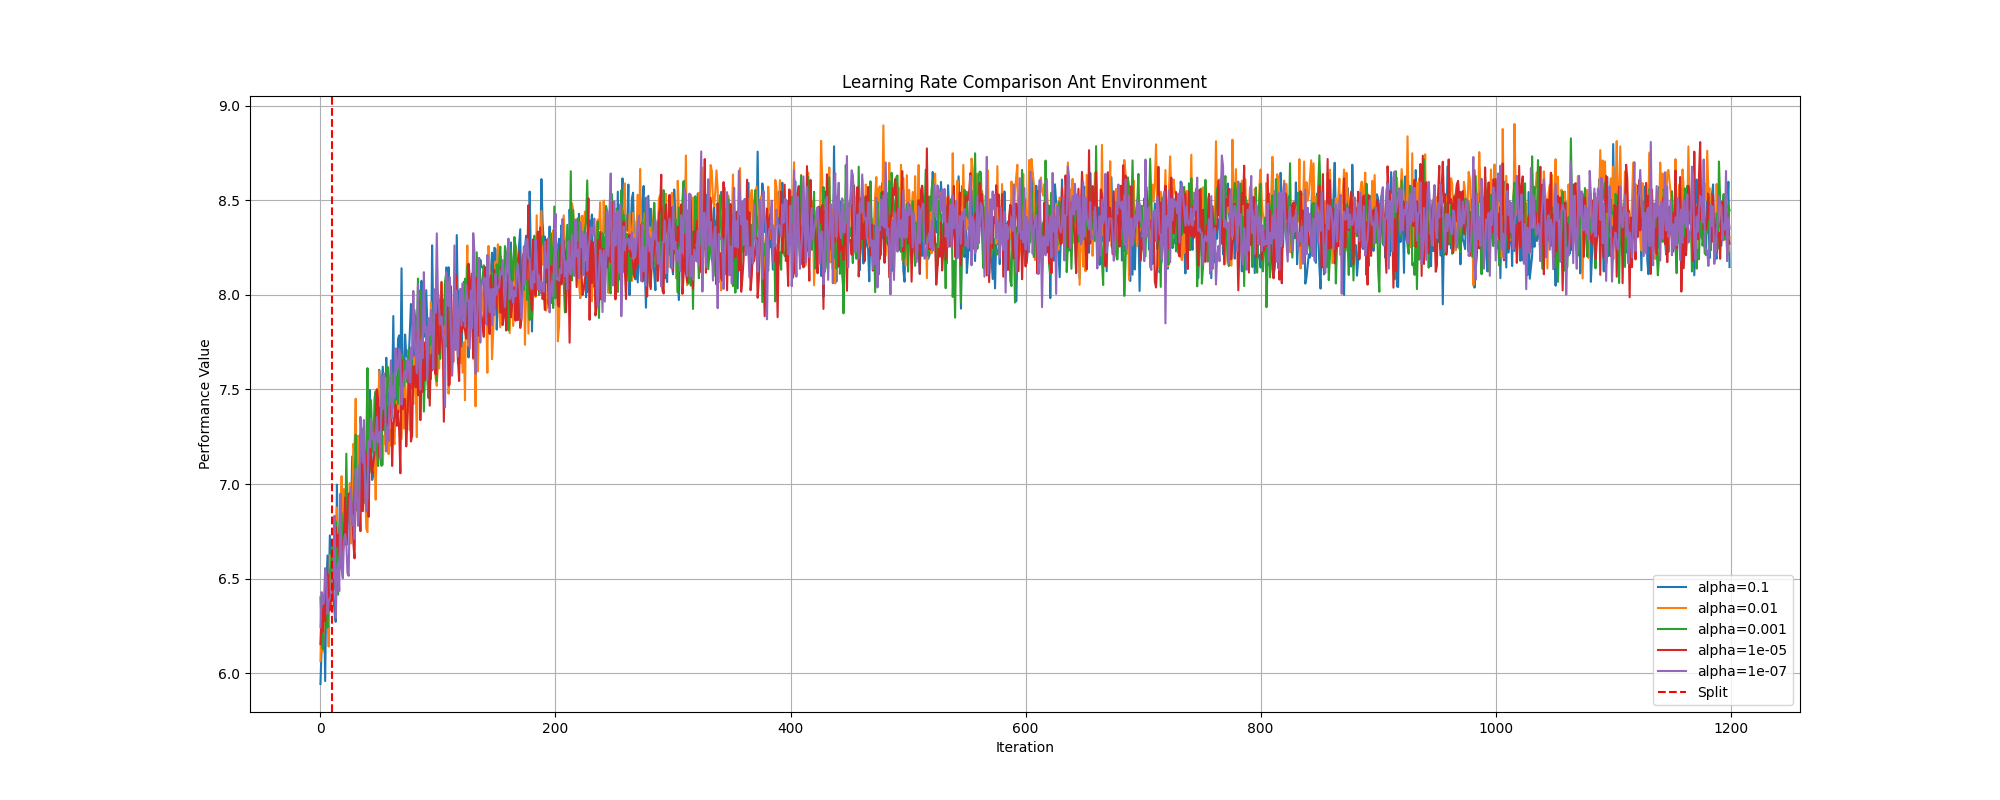 Learning Rate Comparison Ant Environment
Performance Value
9.0
8.5
8.0
7.5
7.0
6.5
6.0
0
200
400
600
800
1000
1200
Iteration
alpha=0.1
alpha=0.01
alpha=0.001
alpha=1e-05
alpha=1e-07
Split